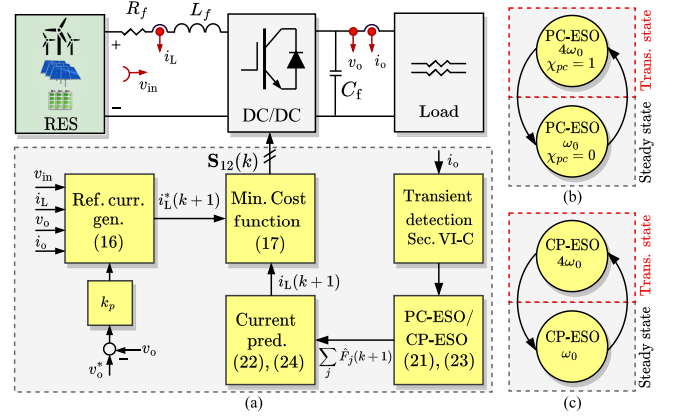 R_f
L_f
+
i_L
v_in
−
RES
DC/DC
v_o
i_o
C_f
Load
S_12(k)
v_in
i_L
v_o
i_o
Ref. curr.
gen.
(16)
i_L^*(k+1)
Min. Cost
function
(17)
i_o
Transient
detection
Sec. VI-C
k_p
i_L(k+1)
Current
pred.
(22), (24)
∑_j F̂_j(k+1)
PC-ESO/
CP-ESO
(21), (23)
v_o
−
v_o^*
(a)
PC-ESO
4ω_0
χ_pc = 1
PC-ESO
ω_0
χ_pc = 0
Trans. state
Steady state
(b)
CP-ESO
4ω_0
CP-ESO
ω_0
Trans. state
Steady state
(c)